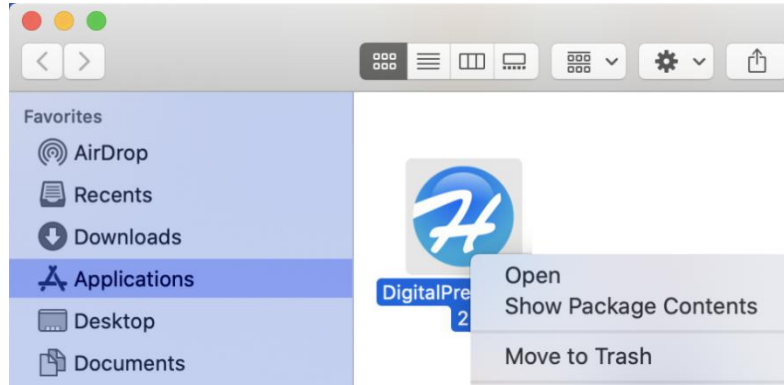 Favorites
AirDrop
Recents
Downloads
Applications
Desktop
Documents
DigitalPre
2
Open
Show Package Contents
Move to Trash